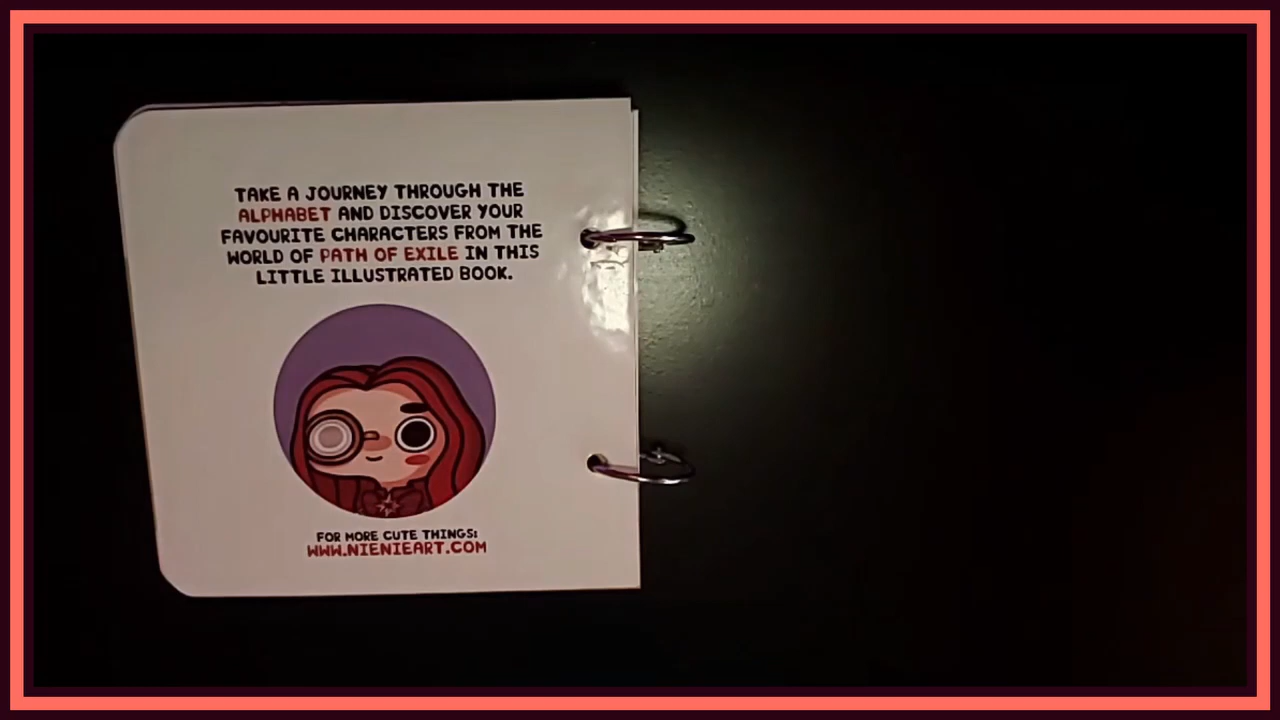 TAKE A JOURNEY THROUGH THE
ALPHABET AND DISCOVER YOUR
FAVOURITE CHARACTERS FROM THE
WORLD OF PATH OF EXILE IN THIS
LITTLE ILLUSTRATED BOOK.
FOR MORE CUTE THINGS:
WWW.NIENIEART.COM